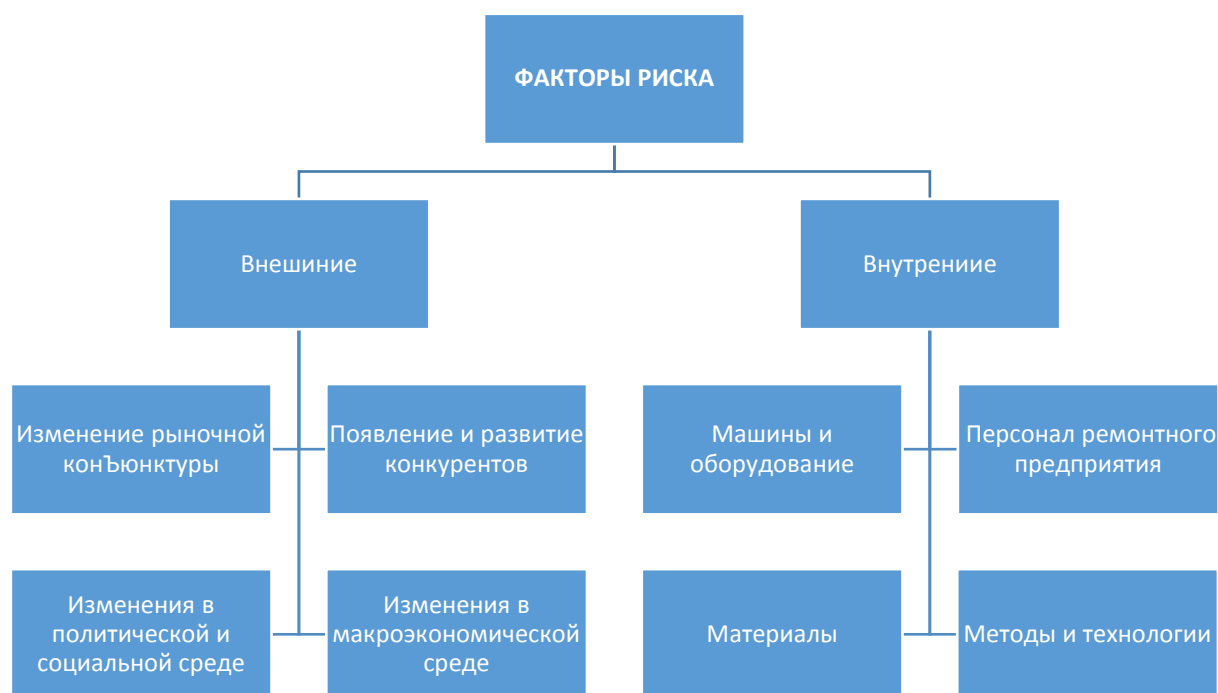 ФАКТОРЫ РИСКА
Внешиние
Внутрениие
Изменение рыночной
конЪюнктуры
Появление и развитие
конкурентов
Машины и
оборудование
Персонал ремонтного
предприятия
Изменения в
политической и
социальной среде
Изменения в
макроэкономической
среде
Материалы
Методы и технологии